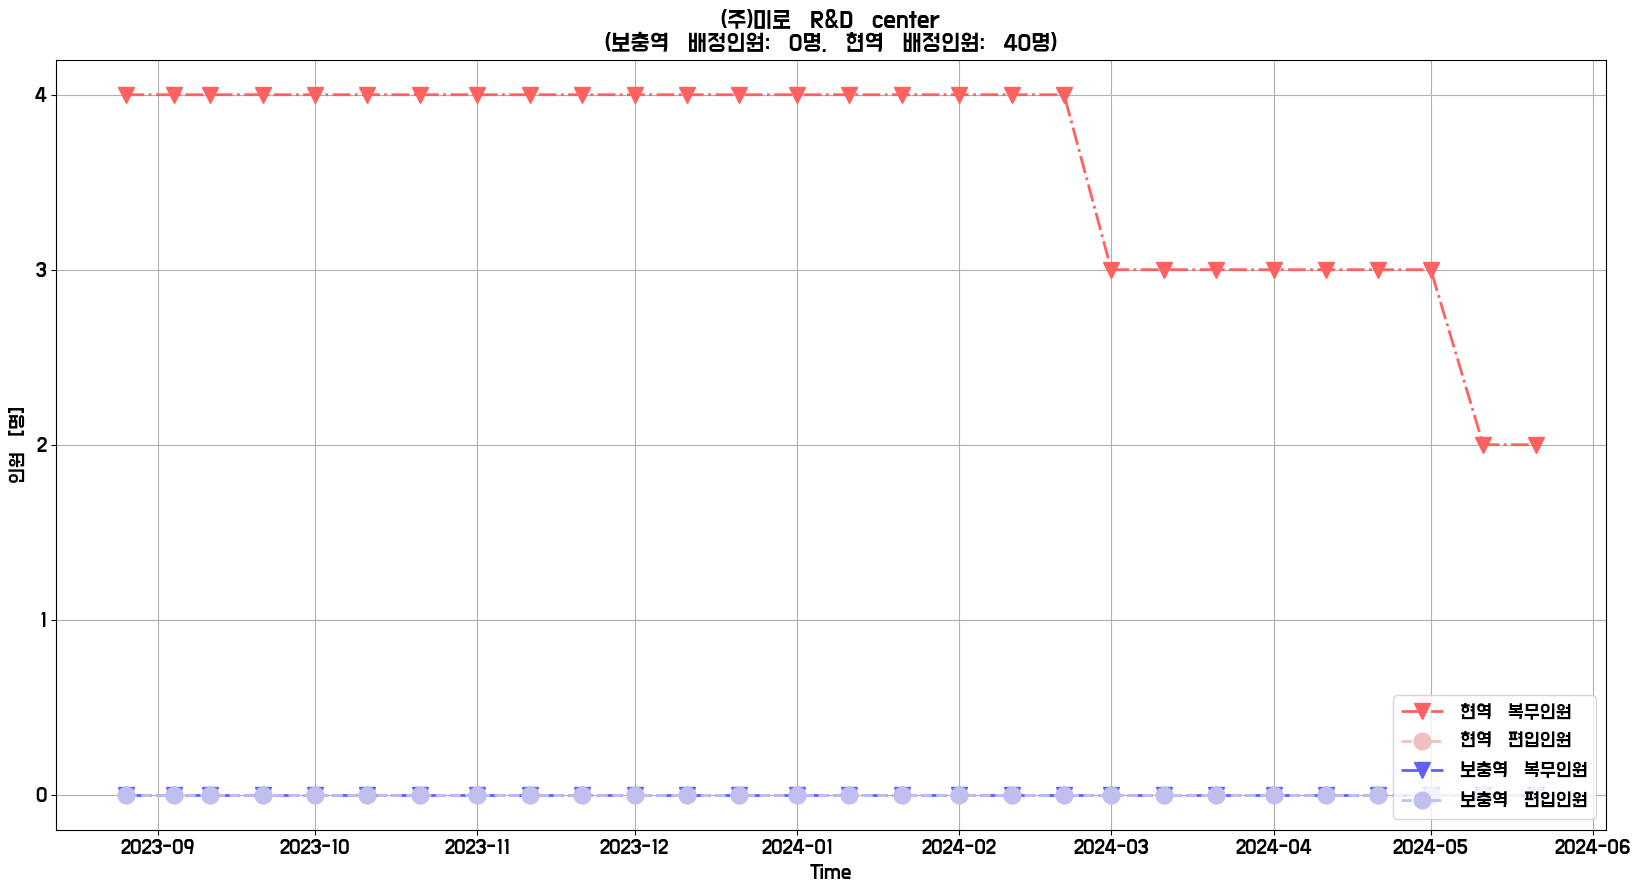 (주)미로 R&D center
(보충역 배정인원: 0명, 현역 배정인원: 40명)
인원 [명]
4
3
2
1
0
현역 복무인원
현역 편입인원
보충역 복무인원
보충역 편입인원
2023-09 2023-10 2023-11 2023-12 2024-01 2024-02 2024-03 2024-04 2024-05 2024-06
Time